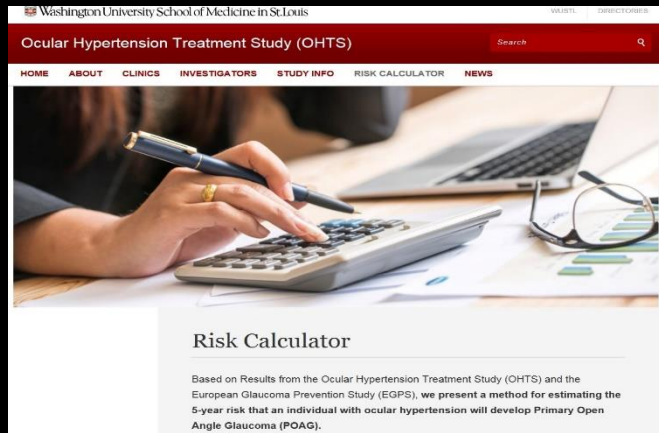 Washington University School of Medicine in St. Louis
WUSTL DIRECTORIES
Ocular Hypertension Treatment Study (OHTS)
Search
HOME ABOUT CLINICS INVESTIGATORS STUDY INFO RISK CALCULATOR NEWS
Risk Calculator
Based on Results from the Ocular Hypertension Treatment Study (OHTS) and the
European Glaucoma Prevention Study (EGPS), we present a method for estimating the
5-year risk that an individual with ocular hypertension will develop Primary Open
Angle Glaucoma (POAG).